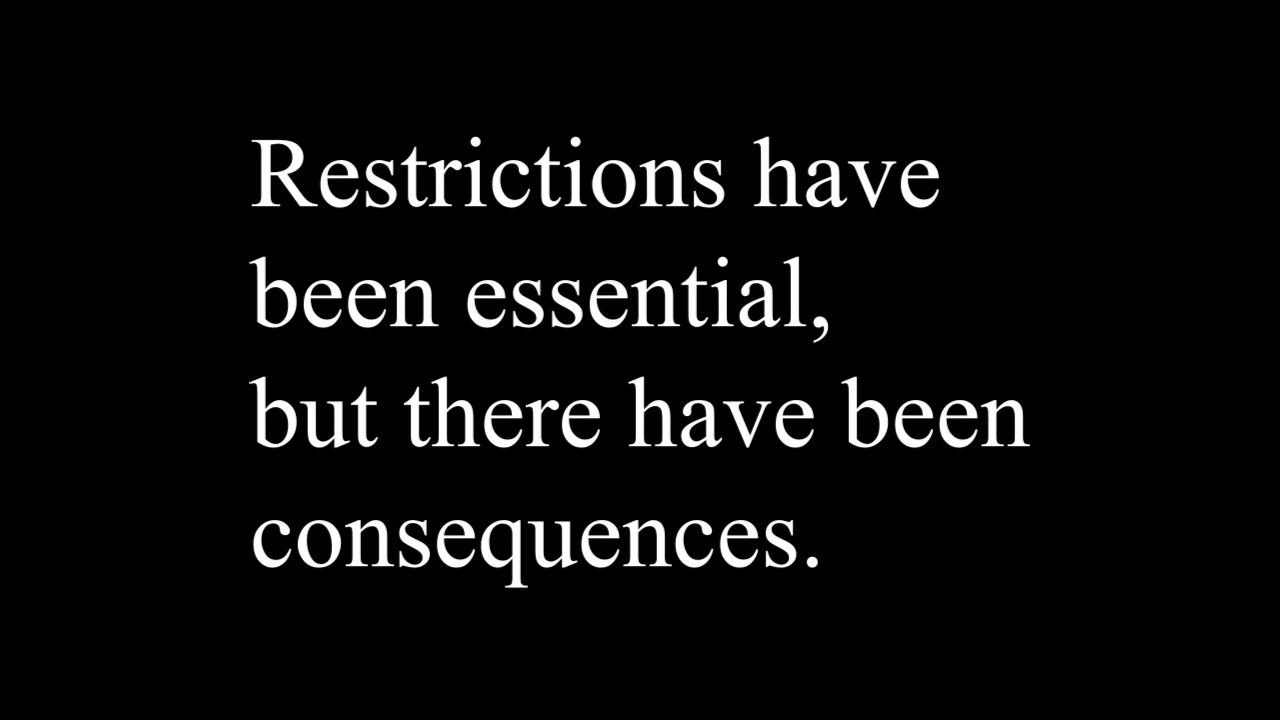 Restrictions have
been essential,
but there have been
consequences.